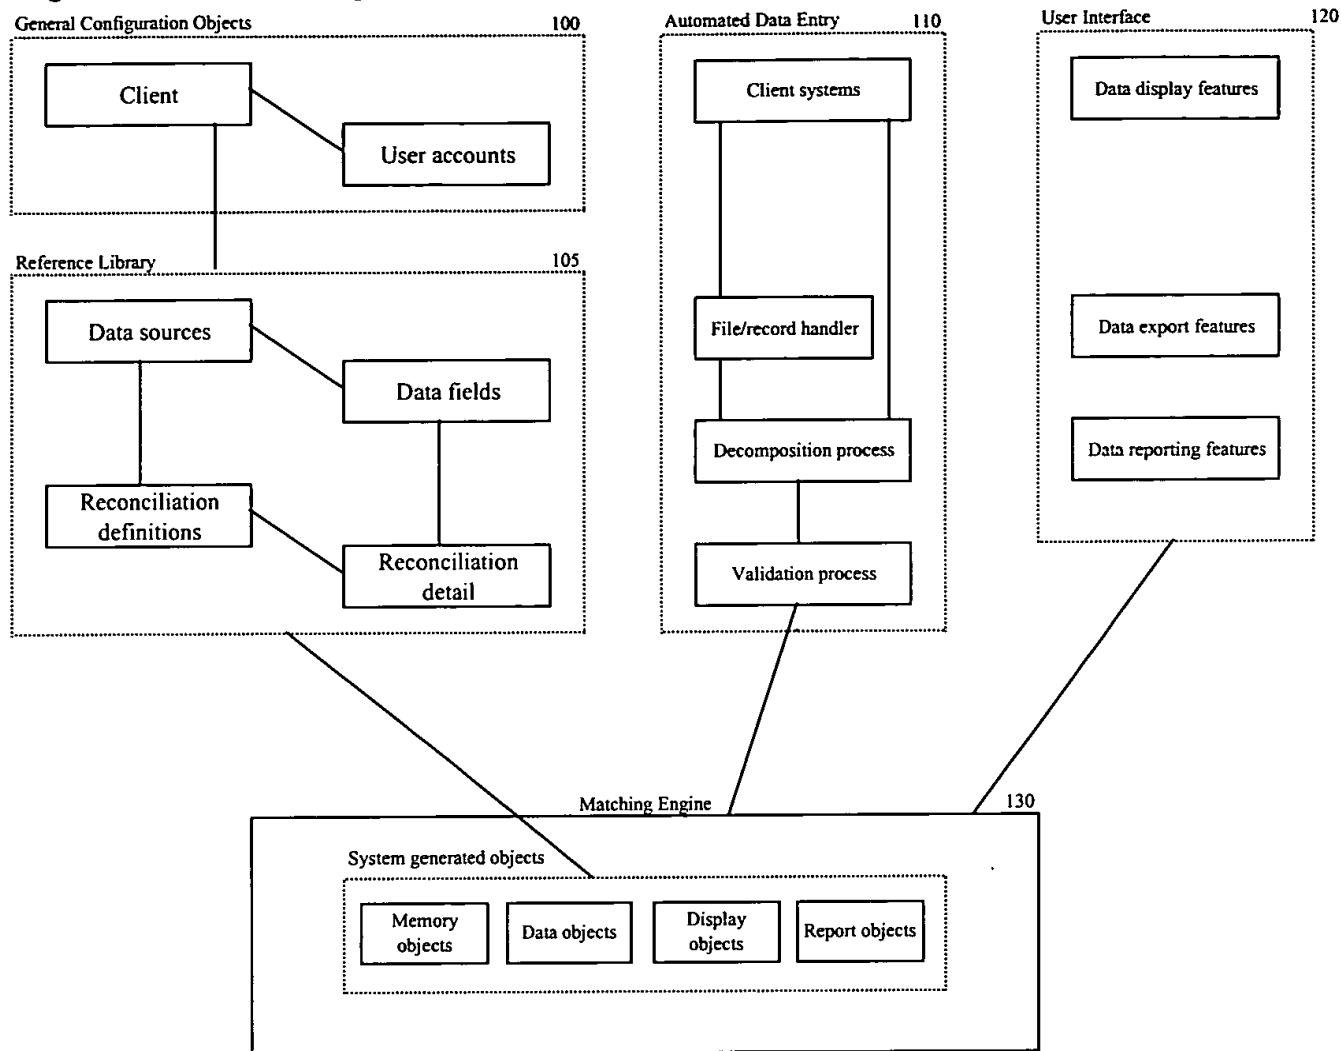 General Configuration Objects 100
Client
User accounts
Reference Library 105
Data sources
Data fields
Reconciliation
definitions
Reconciliation
detail
Automated Data Entry 110
Client systems
File/record handler
Decomposition process
Validation process
User Interface 120
Data display features
Data export features
Data reporting features
Matching Engine 130
System generated objects
Memory
objects
Data objects
Display
objects
Report objects